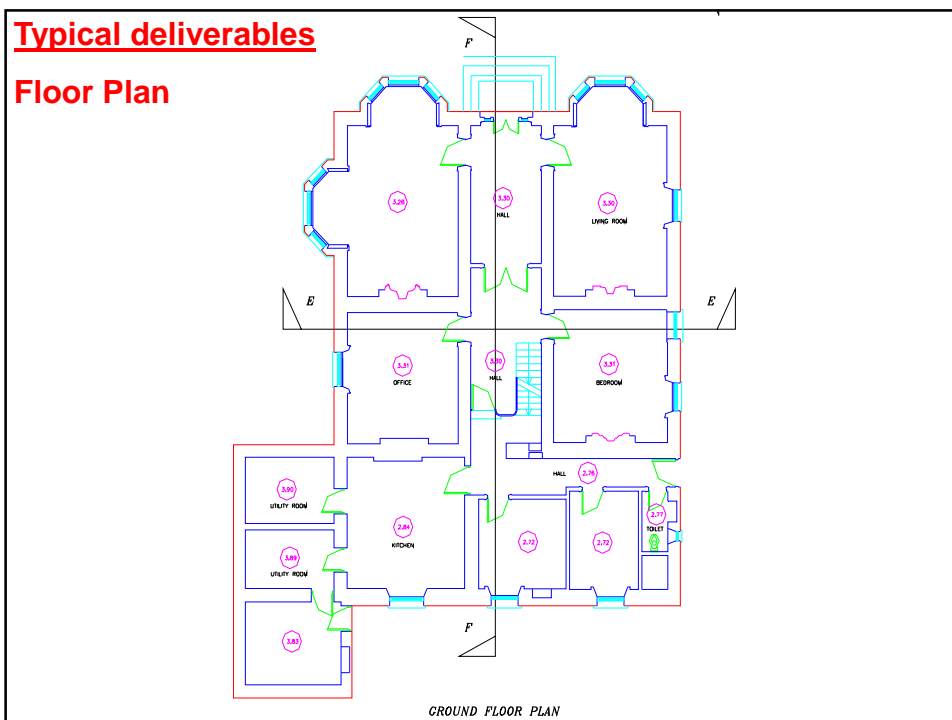 Typical deliverables
Floor Plan
F
3.28
3.30
HALL
3.30
LIVING ROOM
E
E
3.31
OFFICE
3.30
HALL
3.31
BEDROOM
HALL
2.76
3.90
UTILITY ROOM
2.84
KITCHEN
2.77
TOILET
2.72
2.72
3.89
UTILITY ROOM
3.83
F
GROUND FLOOR PLAN